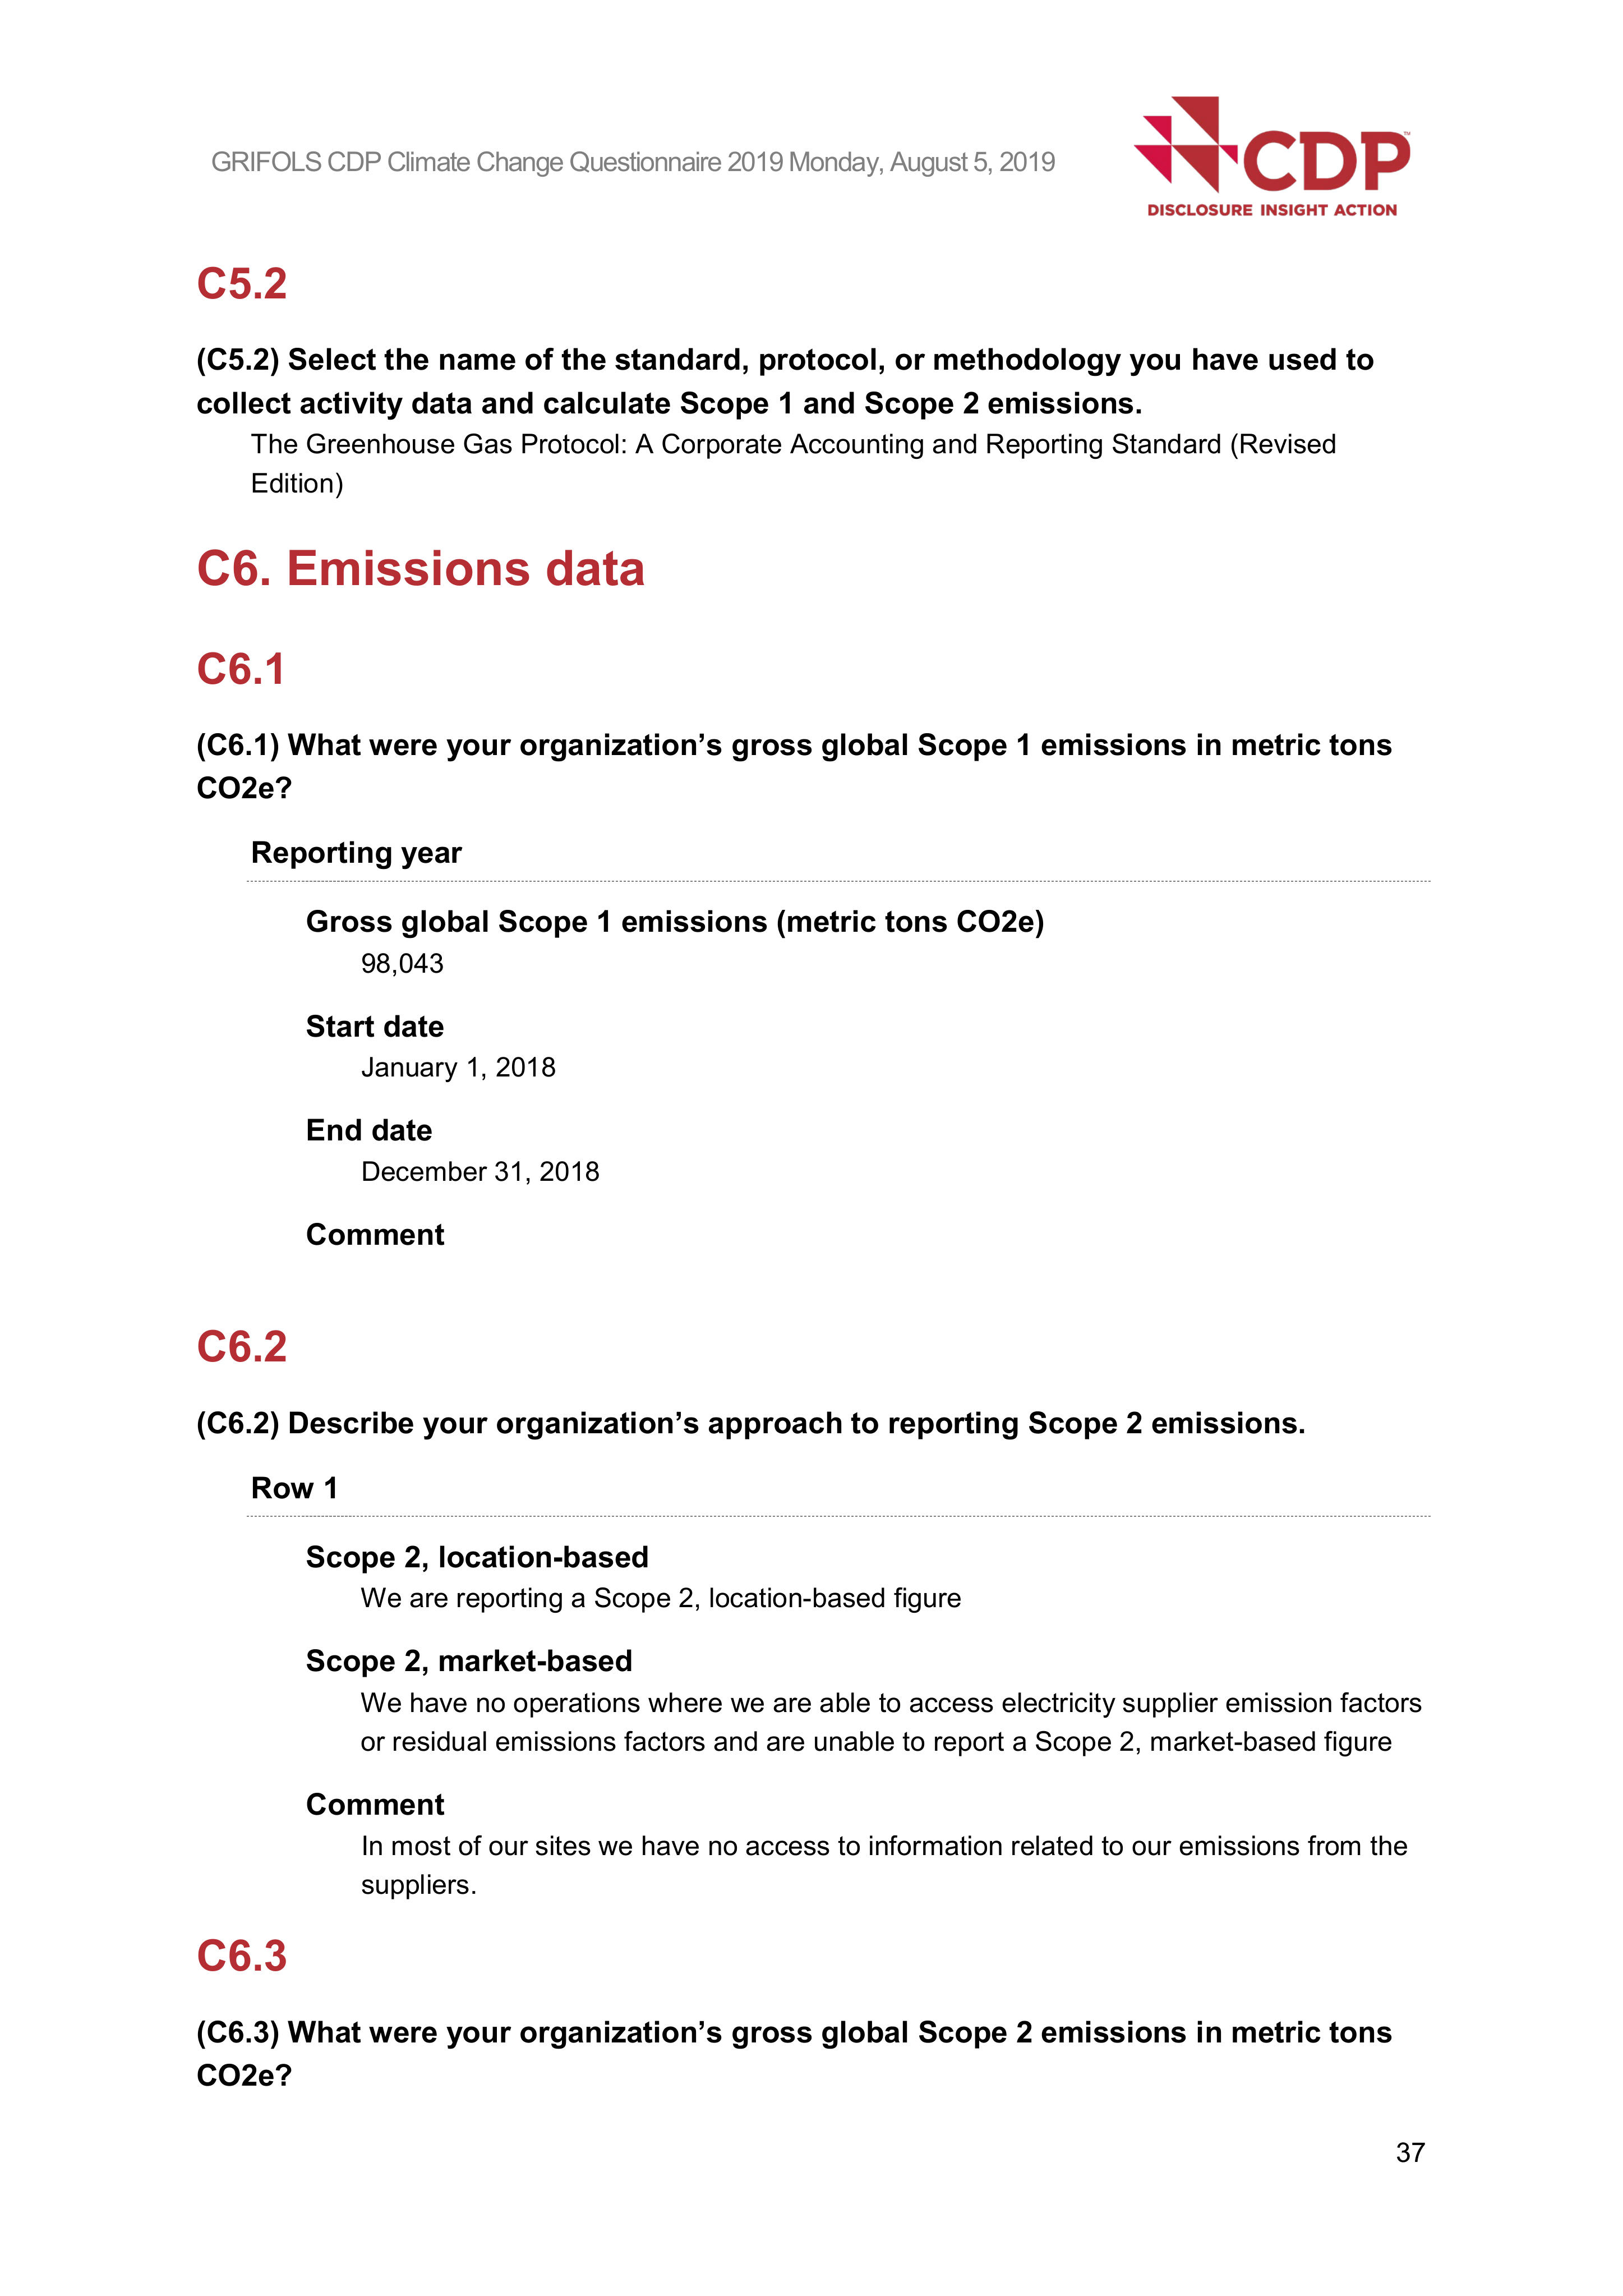 GRIFOLS CDP Climate Change Questionnaire 2019 Monday, August 5, 2019
CDP™
DISCLOSURE INSIGHT ACTION
C5.2
(C5.2) Select the name of the standard, protocol, or methodology you have used to
collect activity data and calculate Scope 1 and Scope 2 emissions.
The Greenhouse Gas Protocol: A Corporate Accounting and Reporting Standard (Revised
Edition)
C6. Emissions data
C6.1
(C6.1) What were your organization’s gross global Scope 1 emissions in metric tons
CO2e?
Reporting year
Gross global Scope 1 emissions (metric tons CO2e)
98,043
Start date
January 1, 2018
End date
December 31, 2018
Comment
C6.2
(C6.2) Describe your organization’s approach to reporting Scope 2 emissions.
Row 1
Scope 2, location-based
We are reporting a Scope 2, location-based figure
Scope 2, market-based
We have no operations where we are able to access electricity supplier emission factors
or residual emissions factors and are unable to report a Scope 2, market-based figure
Comment
In most of our sites we have no access to information related to our emissions from the
suppliers.
C6.3
(C6.3) What were your organization’s gross global Scope 2 emissions in metric tons
CO2e?
37